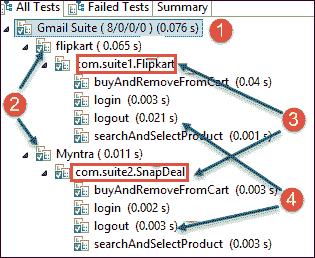 All Tests Failed Tests Summary
Gmail Suite ( 8/0/0/0 ) (0.076 s) 1
flipkart ( 0.065 s)
com.suite1.Flipkart
buyAndRemoveFromCart (0.04 s)
2 login (0.003 s)
logout (0.021 s) 3
searchAndSelectProduct (0.001 s)
Myntra ( 0.011 s)
com.suite2.SnapDeal
buyAndRemoveFromCart (0.003 s) 4
login (0.002 s)
logout (0.003 s)
searchAndSelectProduct (0.003 s)